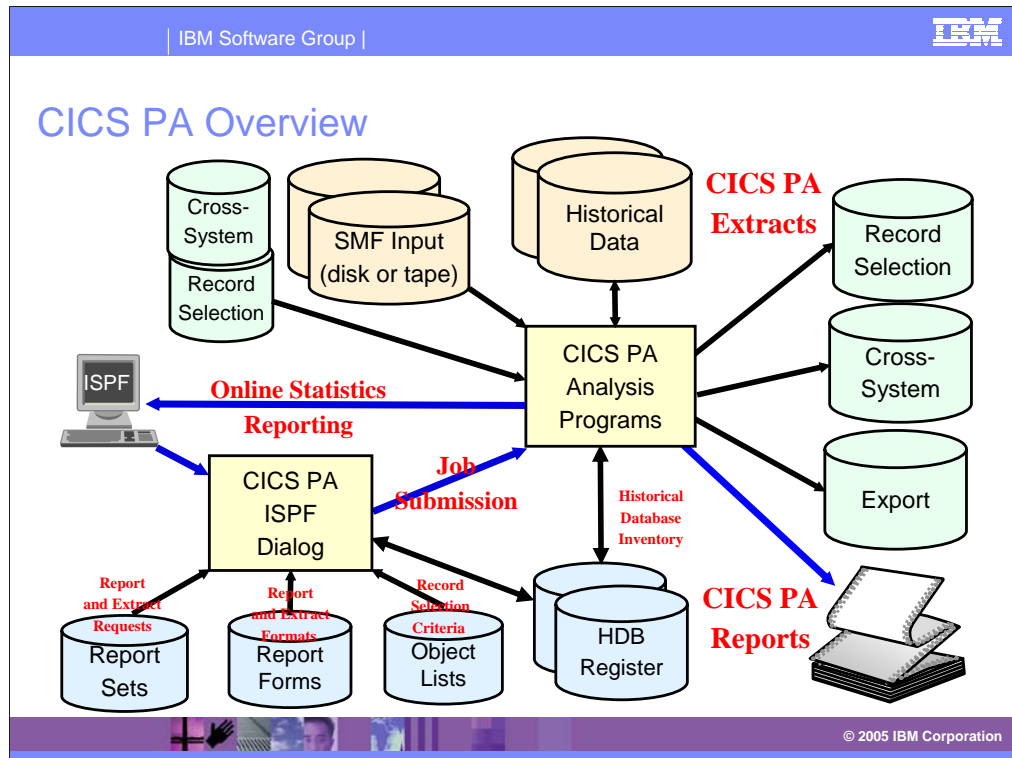 IBM Software Group |
IBM
CICS PA Overview
Cross-
System
Record
Selection
SMF Input
(disk or tape)
Historical
Data
CICS PA
Extracts
Record
Selection
Cross-
System
Export
CICS PA
Analysis
Programs
ISPF
Online Statistics
Reporting
CICS PA
ISPF
Dialog
Job
Submission
Historical
Database
Inventory
Report
and Extract
Requests
Report
Sets
Report
and Extract
Formats
Report
Forms
Record
Selection
Criteria
Object
Lists
HDB
Register
CICS PA
Reports
© 2005 IBM Corporation